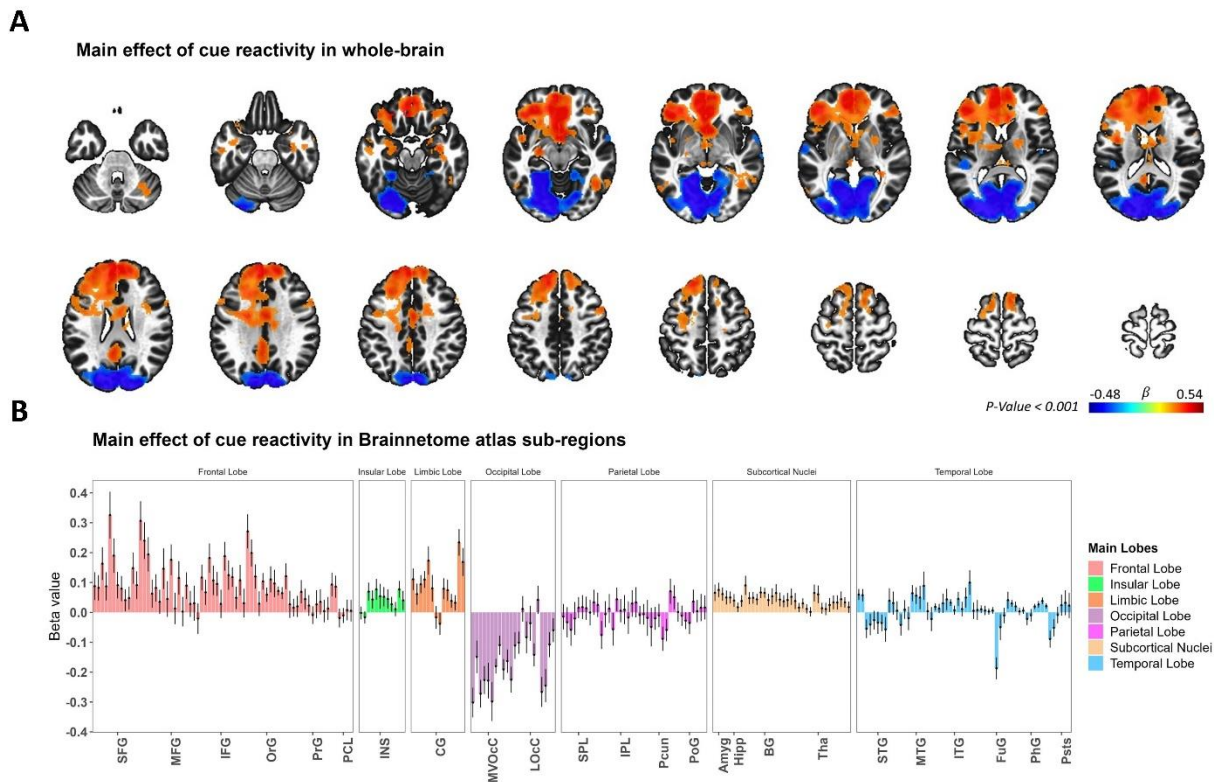 A
Main effect of cue reactivity in whole-brain
P-Value < 0.001
-0.48 β 0.54
B
Main effect of cue reactivity in Brainnetome atlas sub-regions
Frontal Lobe Insular Lobe Limbic Lobe Occipital Lobe Parietal Lobe Subcortical Nuclei Temporal Lobe
Beta value
0.4
0.3
0.2
0.1
0.0
-0.1
-0.2
-0.3
-0.4
SFG MFG IFG OrG PrG PCL INS CG MVOcC LOcC SPL IPL Pcun PoG Amyg Hipp BG Tha STG MTG ITG FuG PhG Psts
Main Lobes
Frontal Lobe
Insular Lobe
Limbic Lobe
Occipital Lobe
Parietal Lobe
Subcortical Nuclei
Temporal Lobe